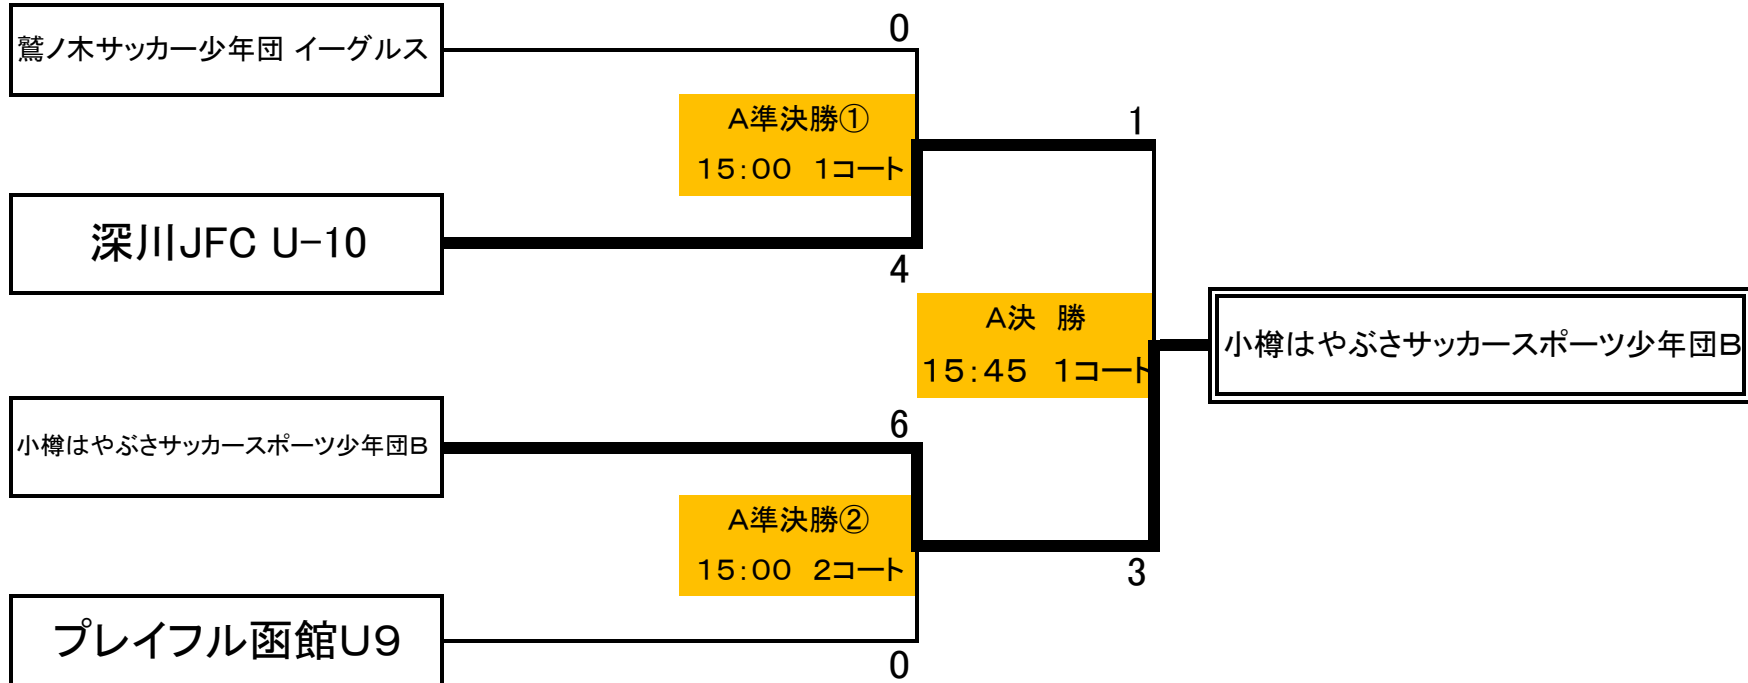 鷲ノ木サッカー少年団 イーグルス
0
A準決勝①
15:00 1コート
1
深川JFC U-10
4
A決 勝
15:45 1コート
小樽はやぶさサッカースポーツ少年団B
小樽はやぶさサッカースポーツ少年団B
6
A準決勝②
15:00 2コート
3
プレイフル函館U9
0